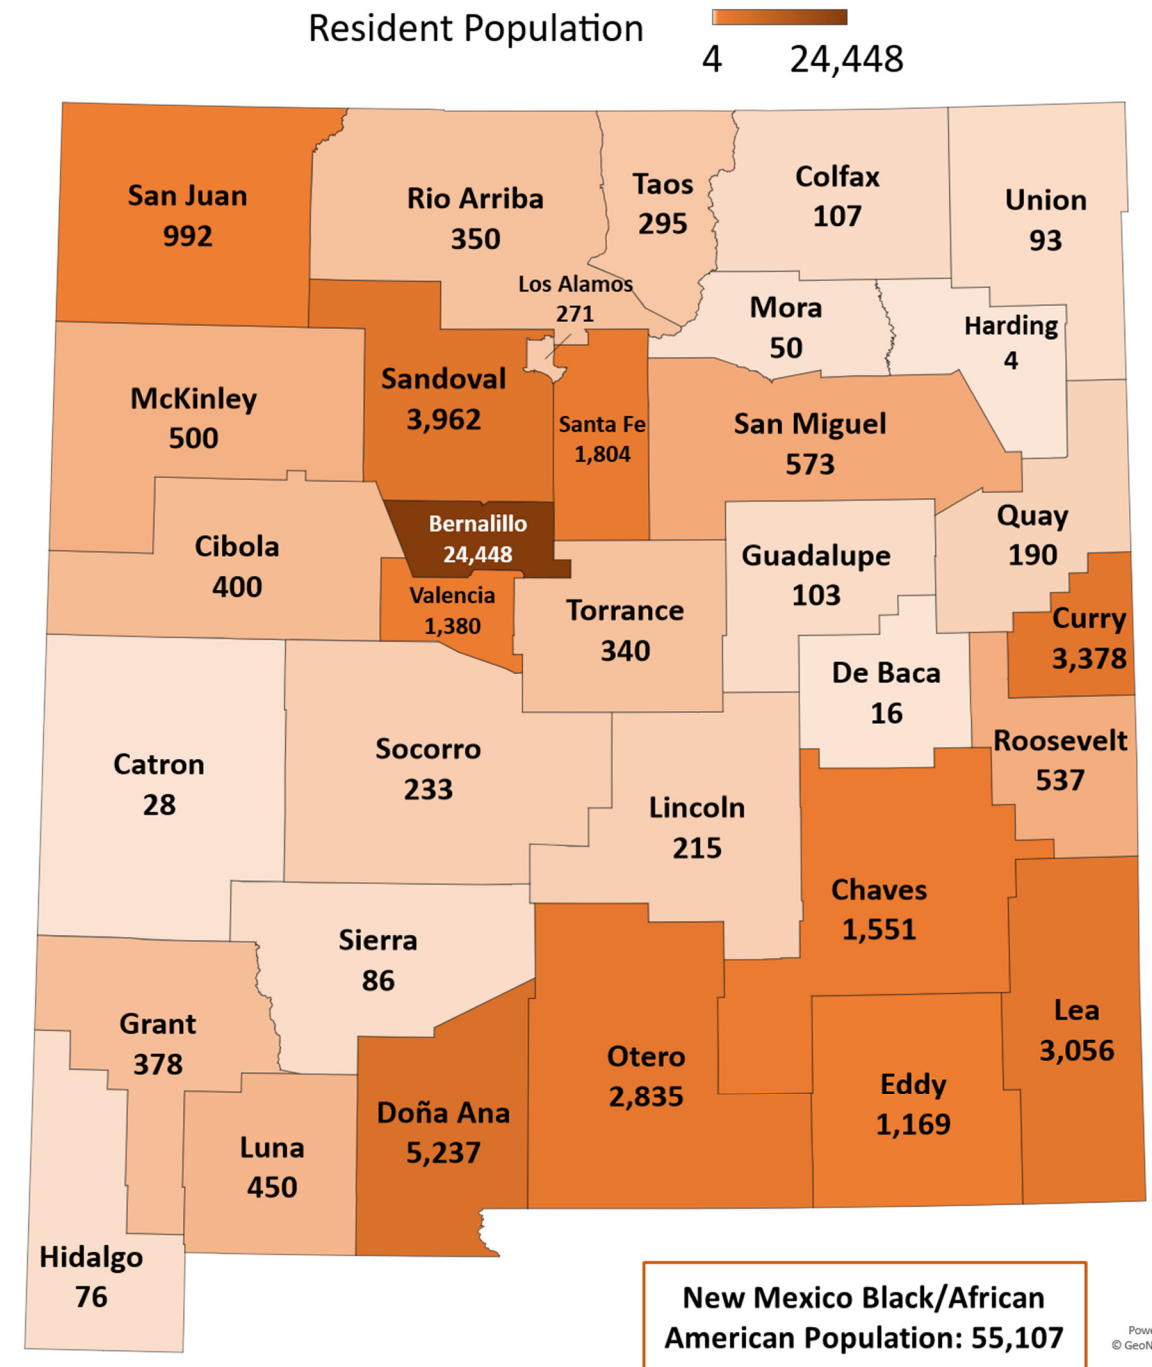 Resident Population
4 24,448
San Juan
992
Rio Arriba
350
Taos
295
Colfax
107
Union
93
Los Alamos
271
Mora
50
Harding
4
McKinley
500
Sandoval
3,962
Santa Fe
1,804
San Miguel
573
Quay
190
Cibola
400
Bernalillo
24,448
Valencia
1,380
Torrance
340
Guadalupe
103
Curry
3,378
De Baca
16
Roosevelt
537
Catron
28
Socorro
233
Lincoln
215
Chaves
1,551
Sierra
86
Grant
378
Otero
2,835
Lea
3,056
Eddy
1,169
Doña Ana
5,237
Luna
450
Hidalgo
76
New Mexico Black/African
American Population: 55,107
Powe
© GeoN